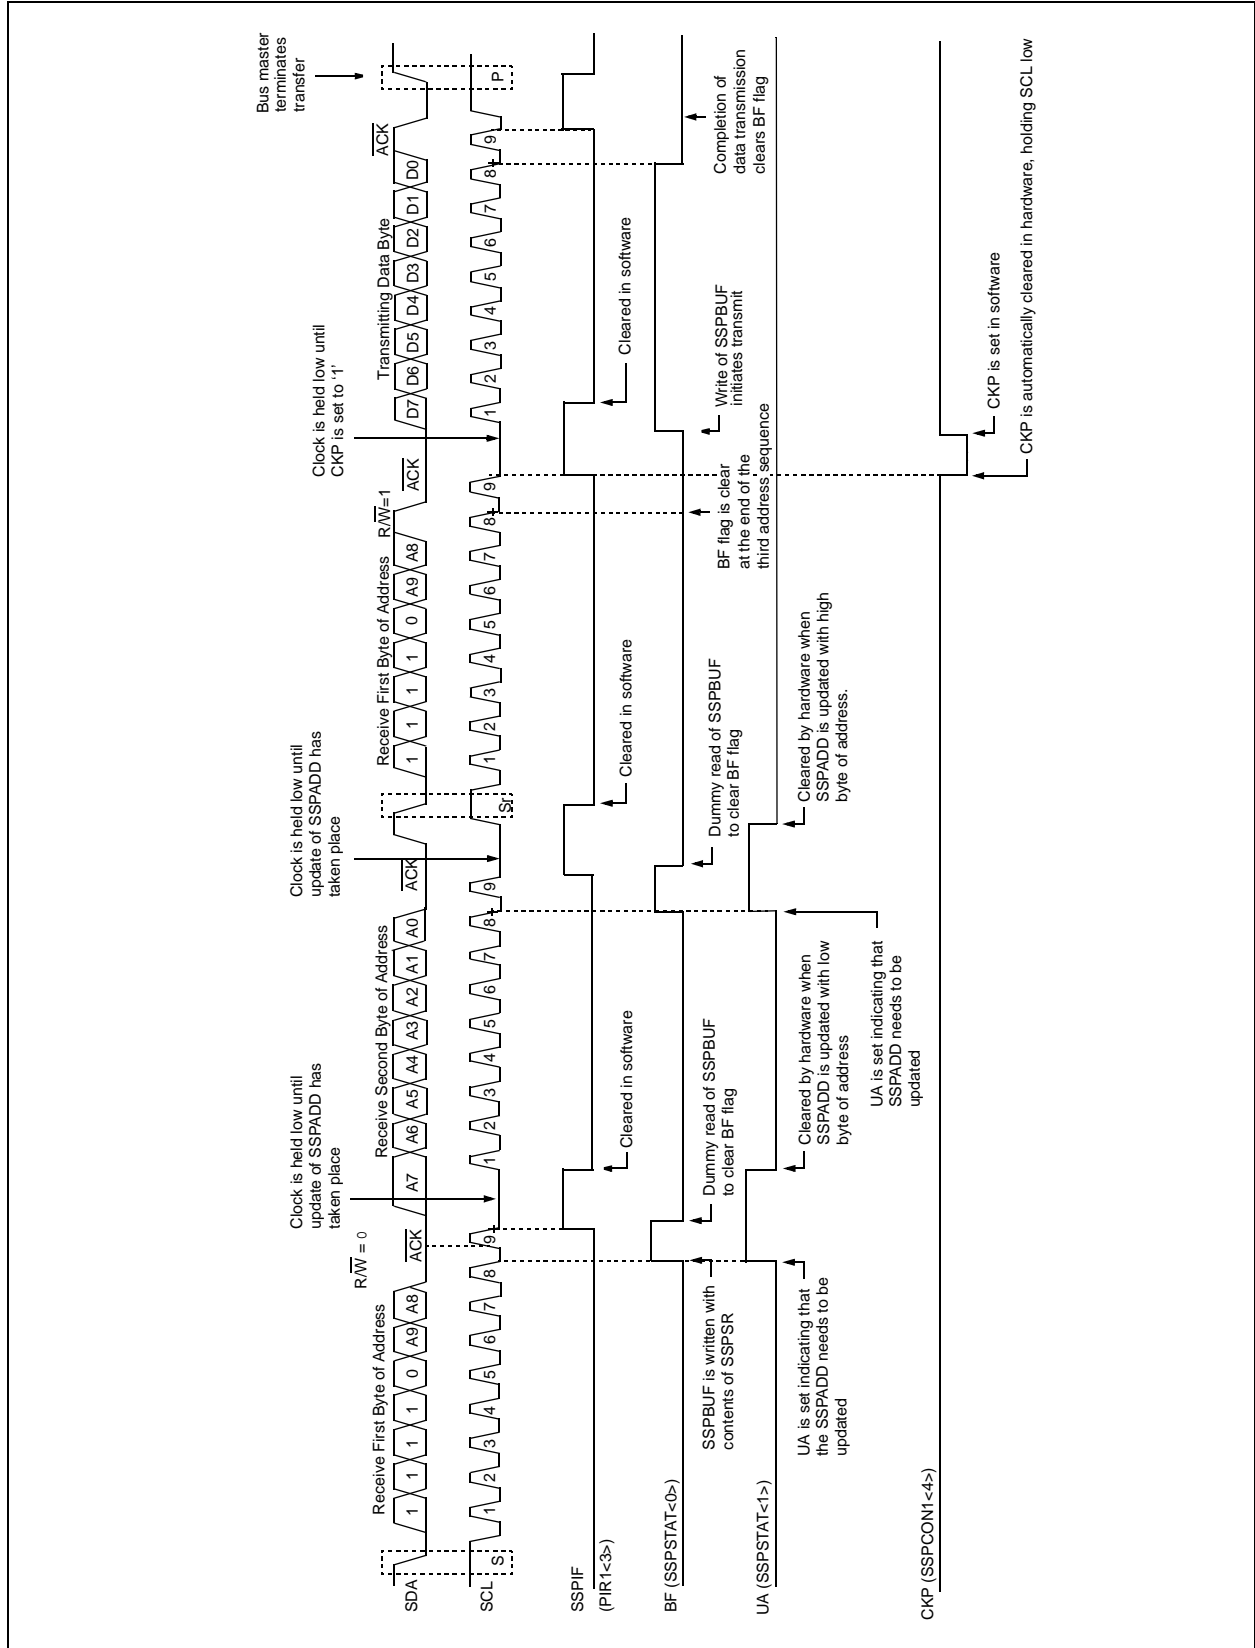 Bus master
terminates
transfer
Clock is held low until
update of SSPADD has
taken place
Clock is held low until
update of SSPADD has
taken place
Clock is held low until
CKP is set to ‘1’
R/W = 0
R/W=1
Receive First Byte of Address
ACK
Receive Second Byte of Address
ACK
Receive First Byte of Address
ACK
Transmitting Data Byte
ACK
SDA
1 1 1 1 0 A9 A8
A7 A6 A5 A4 A3 A2 A1 A0
1 1 1 1 0 A9 A8
D7 D6 D5 D4 D3 D2 D1 D0
SCL
S
1 2 3 4 5 6 7 8 9
1 2 3 4 5 6 7 8 9
Sr
1 2 3 4 5 6 7 8 9
1 2 3 4 5 6 7 8 9
P
SSPIF
(PIR1<3>)
Cleared in software
Cleared in software
Cleared in software
BF (SSPSTAT<0>)
SSPBUF is written with
contents of SSPSR
Dummy read of SSPBUF
to clear BF flag
Dummy read of SSPBUF
to clear BF flag
BF flag is clear
at the end of the
third address sequence
Write of SSPBUF
initiates transmit
Completion of
data transmission
clears BF flag
UA (SSPSTAT<1>)
UA is set indicating that
the SSPADD needs to be
updated
Cleared by hardware when
SSPADD is updated with low
byte of address
UA is set indicating that
SSPADD needs to be
updated
Cleared by hardware when
SSPADD is updated with high
byte of address.
CKP (SSPCON1<4>)
CKP is set in software
CKP is automatically cleared in hardware, holding SCL low